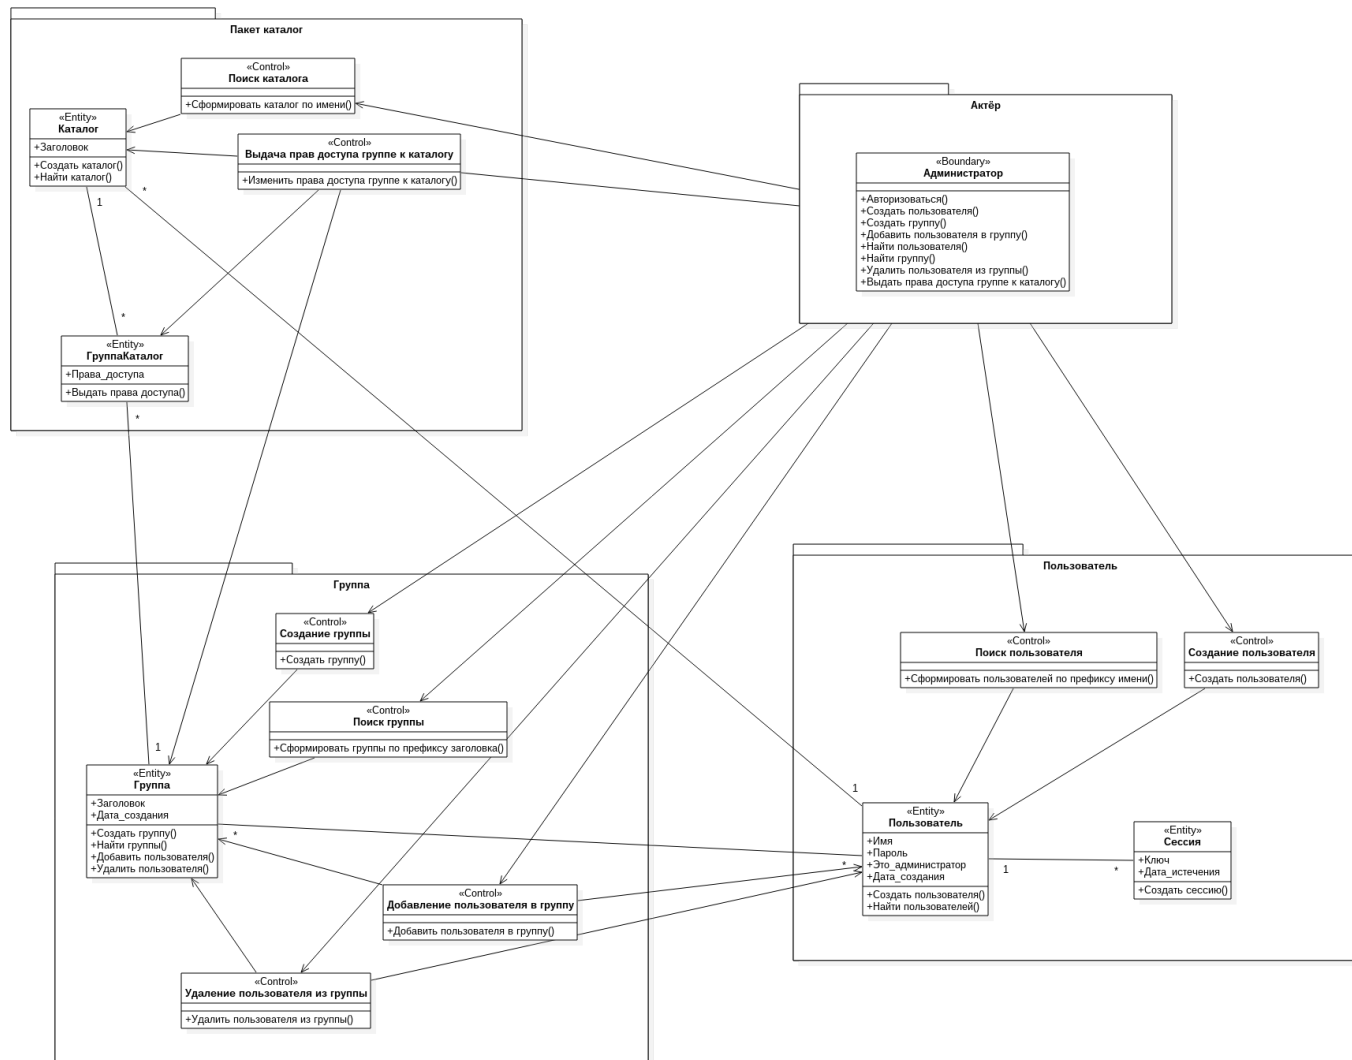 Пакет каталог
«Control»
Поиск каталога
+Сформировать каталог по имени()
«Entity»
Каталог
+Заголовок
+Создать каталог()
+Найти каталог()
«Control»
Выдача прав доступа группе к каталогу
+Изменить права доступа группе к каталогу()
*
1
*
«Entity»
ГруппаКаталог
+Права_доступа
+Выдать права доступа()
*
Актёр
«Boundary»
Администратор
+Авторизоваться()
+Создать пользователя()
+Создать группу()
+Добавить пользователя в группу()
+Найти пользователя()
+Найти группу()
+Удалить пользователя из группы()
+Выдать права доступа группе к каталогу()
Группа
«Control»
Создание группы
+Создать группу()
«Control»
Поиск группы
+Сформировать группы по префиксу заголовка()
1
«Entity»
Группа
+Заголовок
+Дата_создания
+Создать группу()
+Найти группы()
+Добавить пользователя()
+Удалить пользователя()
*
«Control»
Добавление пользователя в группу
+Добавить пользователя в группу()
«Control»
Удаление пользователя из группы
+Удалить пользователя из группы()
Пользователь
«Control»
Поиск пользователя
+Сформировать пользователей по префиксу имени()
«Control»
Создание пользователя
+Создать пользователя()
1
*
«Entity»
Пользователь
+Имя
+Пароль
+Это_администратор
+Дата_создания
+Создать пользователя()
+Найти пользователей()
1
*
«Entity»
Сессия
+Ключ
+Дата_истечения
+Создать сессию()